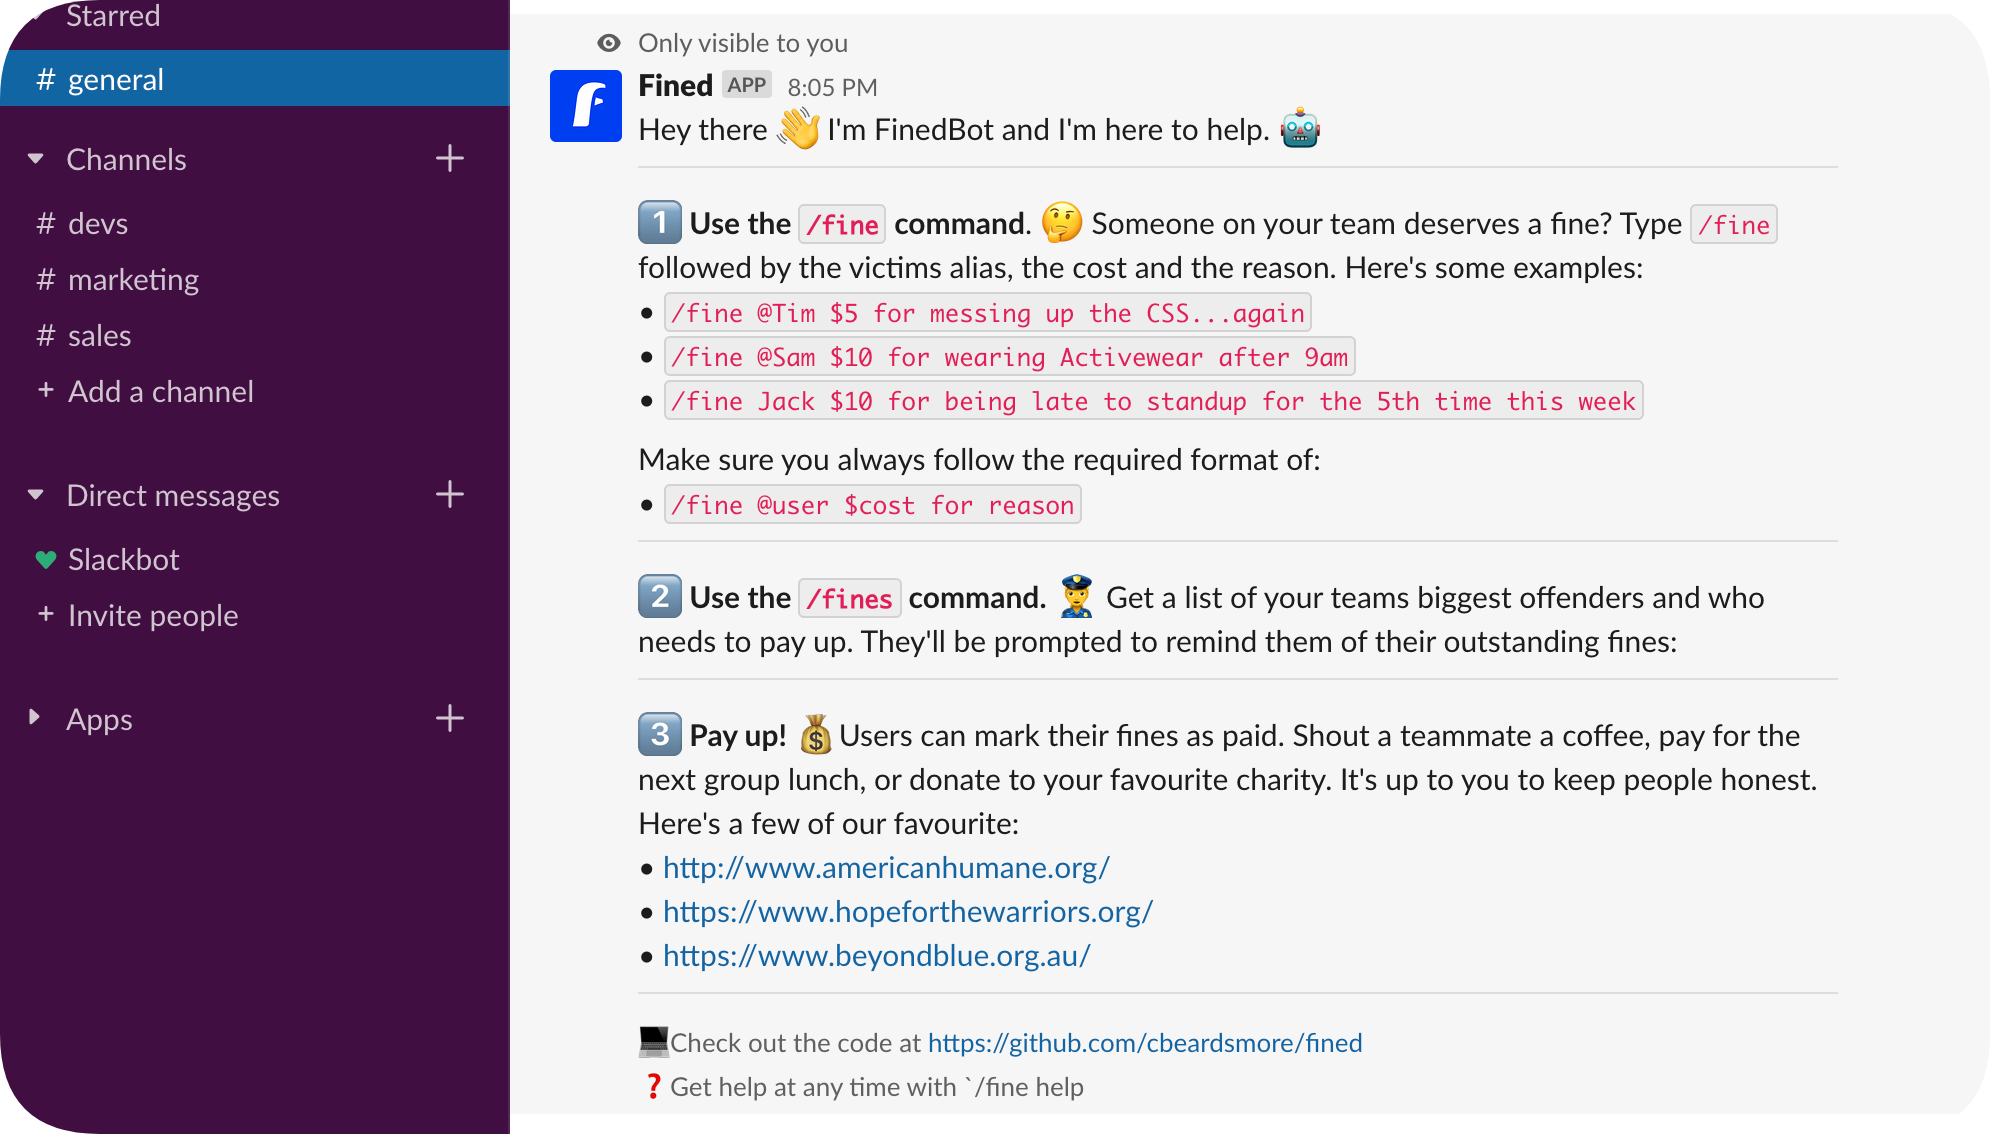 Starred
# general
Channels +
# devs
# marketing
# sales
+ Add a channel
Direct messages +
Slackbot
+ Invite people
Apps +
Only visible to you
Fined APP 8:05 PM
Hey there 👋 I'm FinedBot and I'm here to help. 🤖
1️⃣ Use the /fine command. 🤔 Someone on your team deserves a fine? Type /fine
followed by the victims alias, the cost and the reason. Here's some examples:
• /fine @Tim $5 for messing up the CSS...again
• /fine @Sam $10 for wearing Activewear after 9am
• /fine Jack $10 for being late to standup for the 5th time this week
Make sure you always follow the required format of:
• /fine @user $cost for reason
2️⃣ Use the /fines command. 👮 Get a list of your teams biggest offenders and who
needs to pay up. They'll be prompted to remind them of their outstanding fines:
3️⃣ Pay up! 💰 Users can mark their fines as paid. Shout a teammate a coffee, pay for the
next group lunch, or donate to your favourite charity. It's up to you to keep people honest.
Here's a few of our favourite:
• http://www.americanhumane.org/
• https://www.hopeforthewarriors.org/
• https://www.beyondblue.org.au/
💻Check out the code at https://github.com/cbeardsmore/fined
❓Get help at any time with `/fine help